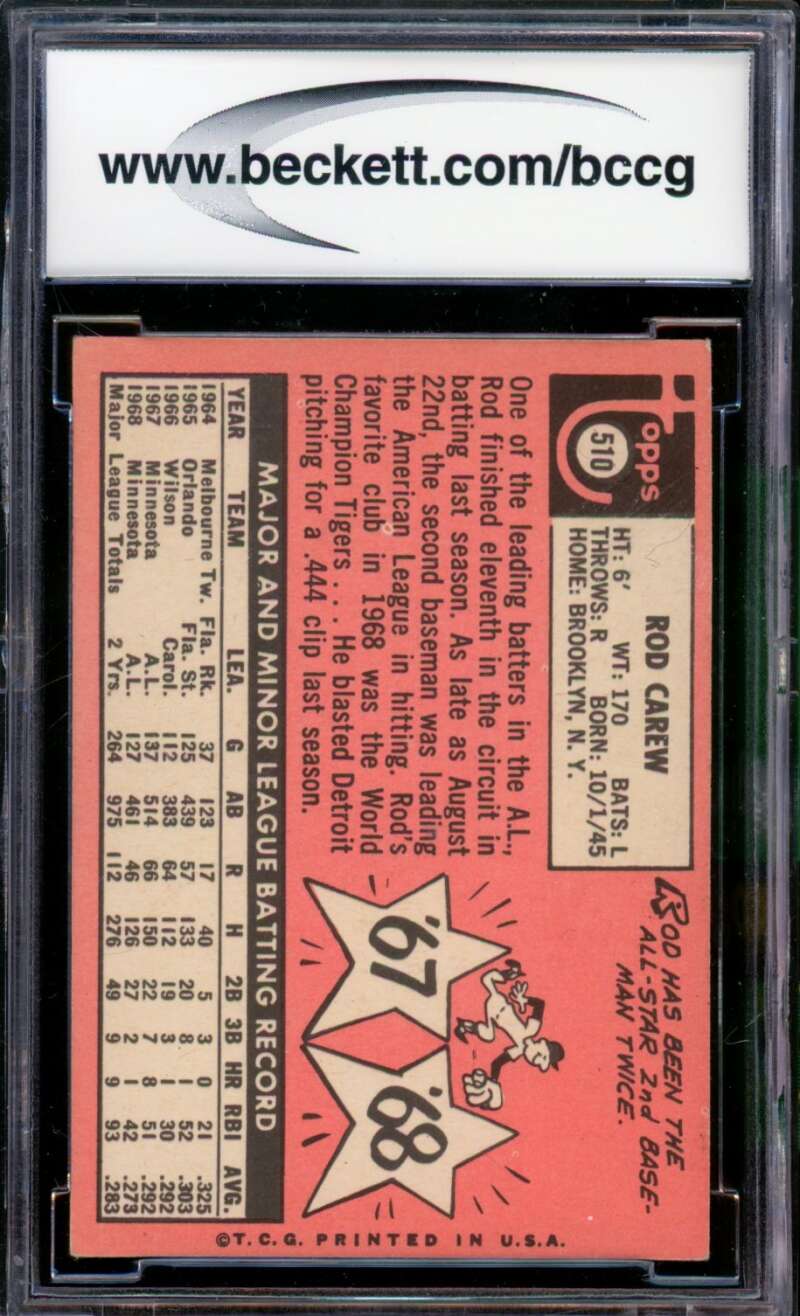 www.beckett.com/bccg
Topps
510
ROD CAREW
HT: 6' WT: 170 BATS: L
THROWS: R BORN: 10/1/45
HOME: BROOKLYN, N. Y.
ROD HAS BEEN THE
ALL-STAR 2nd BASE-
MAN TWICE.
One of the leading batters in the A.L.,
Rod finished eleventh in the circuit in
batting last season. As late as August
22nd, the second baseman was leading
the American League in hitting. Rod's
favorite club in 1968 was the World
Champion Tigers . . . He blasted Detroit
pitching for a .444 clip last season.
'67
'68
MAJOR AND MINOR LEAGUE BATTING RECORD
YEAR TEAM LEA. G AB R H 2B 3B HR RBI AVG.
1964 Melbourne Tw. Fla. Rk. 37 123 17 40 5 3 0 21 .325
1965 Orlando Fla. St. 125 439 57 133 20 8 1 52 .303
1966 Wilson Carol. 112 383 64 112 19 3 1 30 .292
1967 Minnesota A.L. 137 514 66 150 22 7 8 51 .292
1968 Minnesota A.L. 127 461 46 126 27 2 1 42 .273
Major League Totals 2 Yrs. 264 975 112 276 49 9 9 93 .283
©T.C.G. PRINTED IN U.S.A.